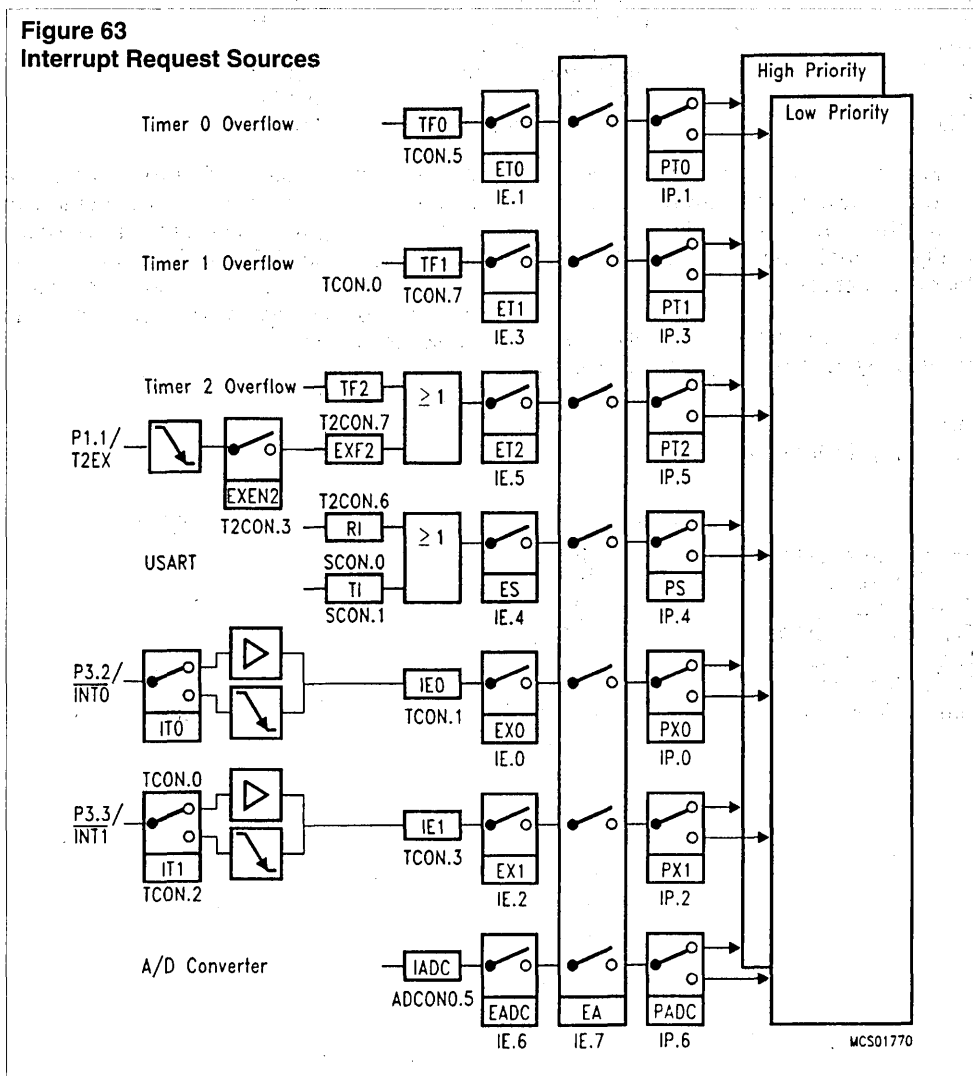 Figure 63
Interrupt Request Sources
High Priority
Low Priority
Timer 0 Overflow
TF0
TCON.5
ET0
IE.1
PT0
IP.1
Timer 1 Overflow
TCON.0
TF1
TCON.7
ET1
IE.3
PT1
IP.3
Timer 2 Overflow
TF2
T2CON.7
≥1
P1.1/
T2EX
EXEN2
T2CON.3
EXF2
T2CON.6
ET2
IE.5
PT2
IP.5
USART
RI
SCON.0
TI
SCON.1
≥1
ES
IE.4
PS
IP.4
P3.2/
INT0
IT0
TCON.0
IE0
TCON.1
EX0
IE.0
PX0
IP.0
P3.3/
INT1
IT1
TCON.2
IE1
TCON.3
EX1
IE.2
PX1
IP.2
A/D Converter
IADC
ADCON0.5
EADC
IE.6
EA
IE.7
PADC
IP.6
MCS01770